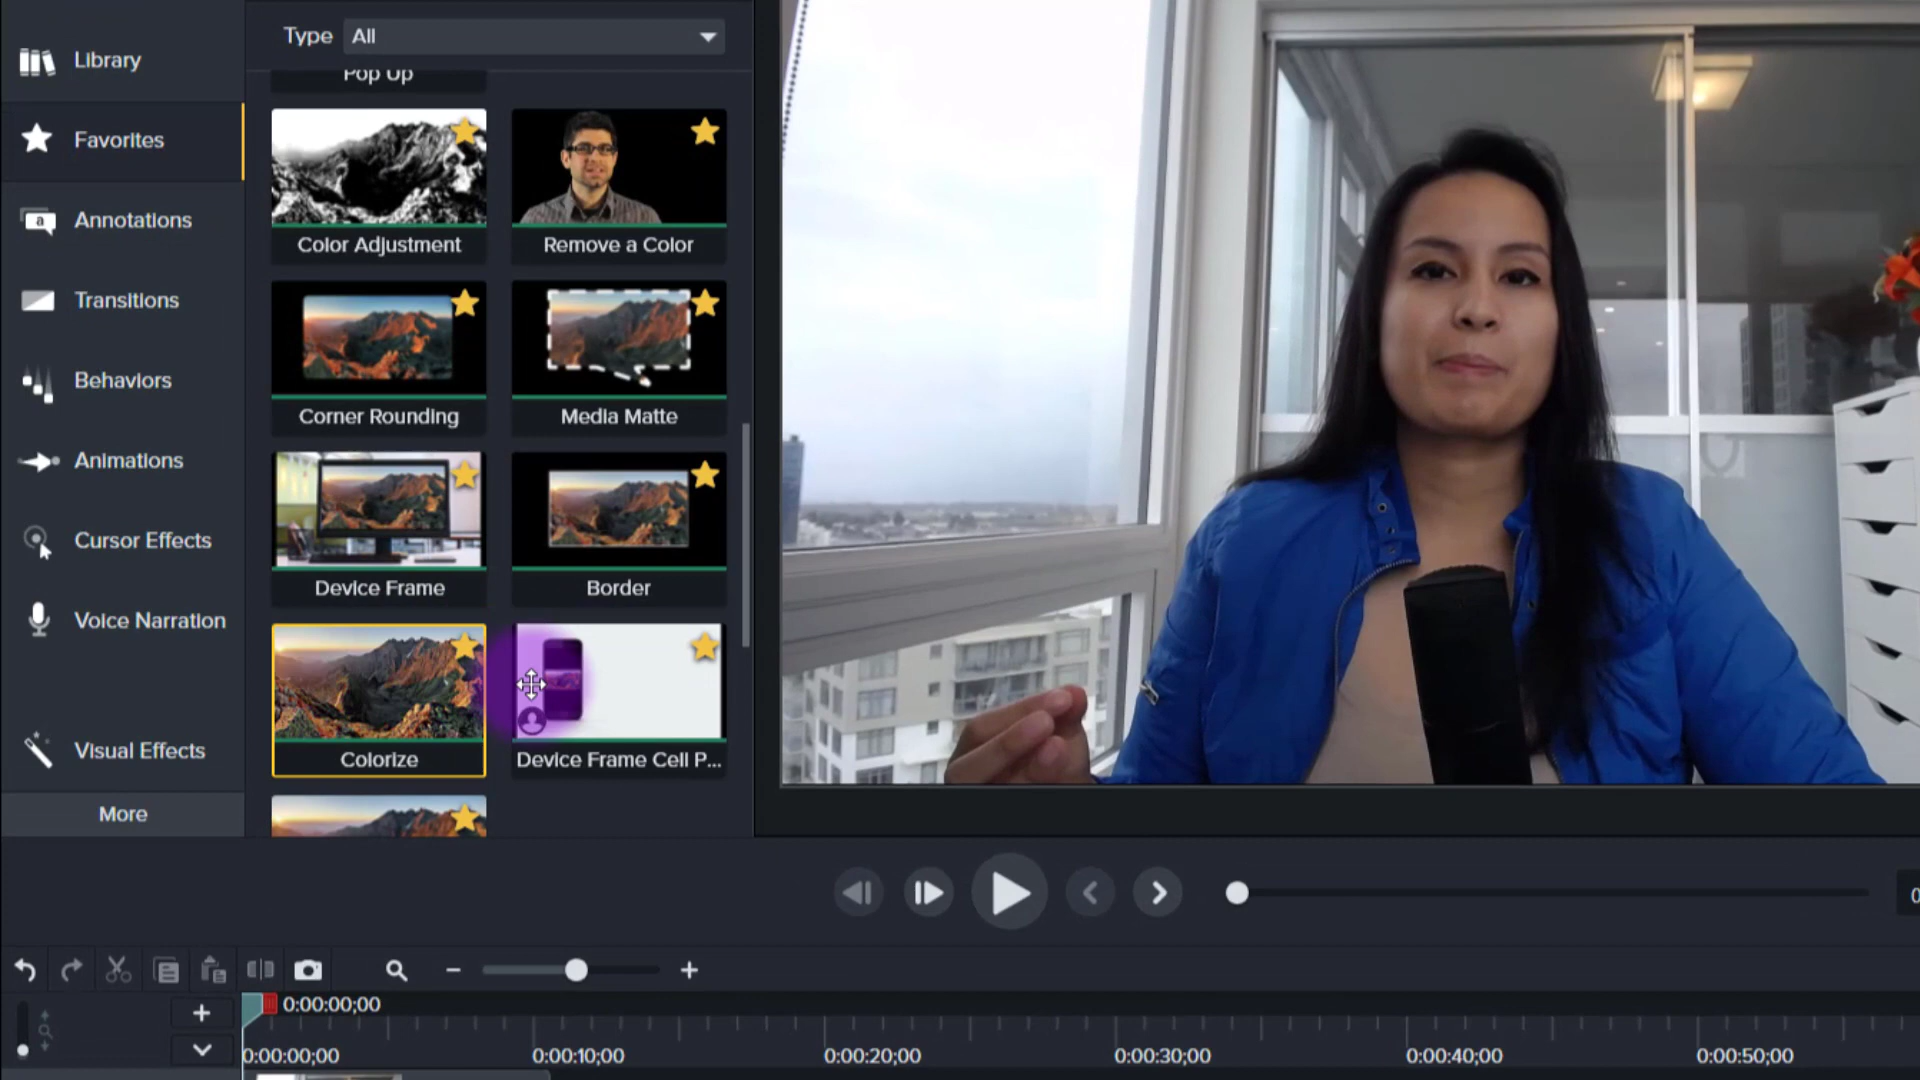 Library
Favorites
Annotations
Transitions
Behaviors
Animations
Cursor Effects
Voice Narration
Visual Effects
More
Type All
Pop Up
Color Adjustment
Remove a Color
Corner Rounding
Media Matte
Device Frame
Border
Colorize
Device Frame Cell P...
0:00:00;00
0:00:00;00 0:00:10;00 0:00:20;00 0:00:30;00 0:00:40;00 0:00:50;00